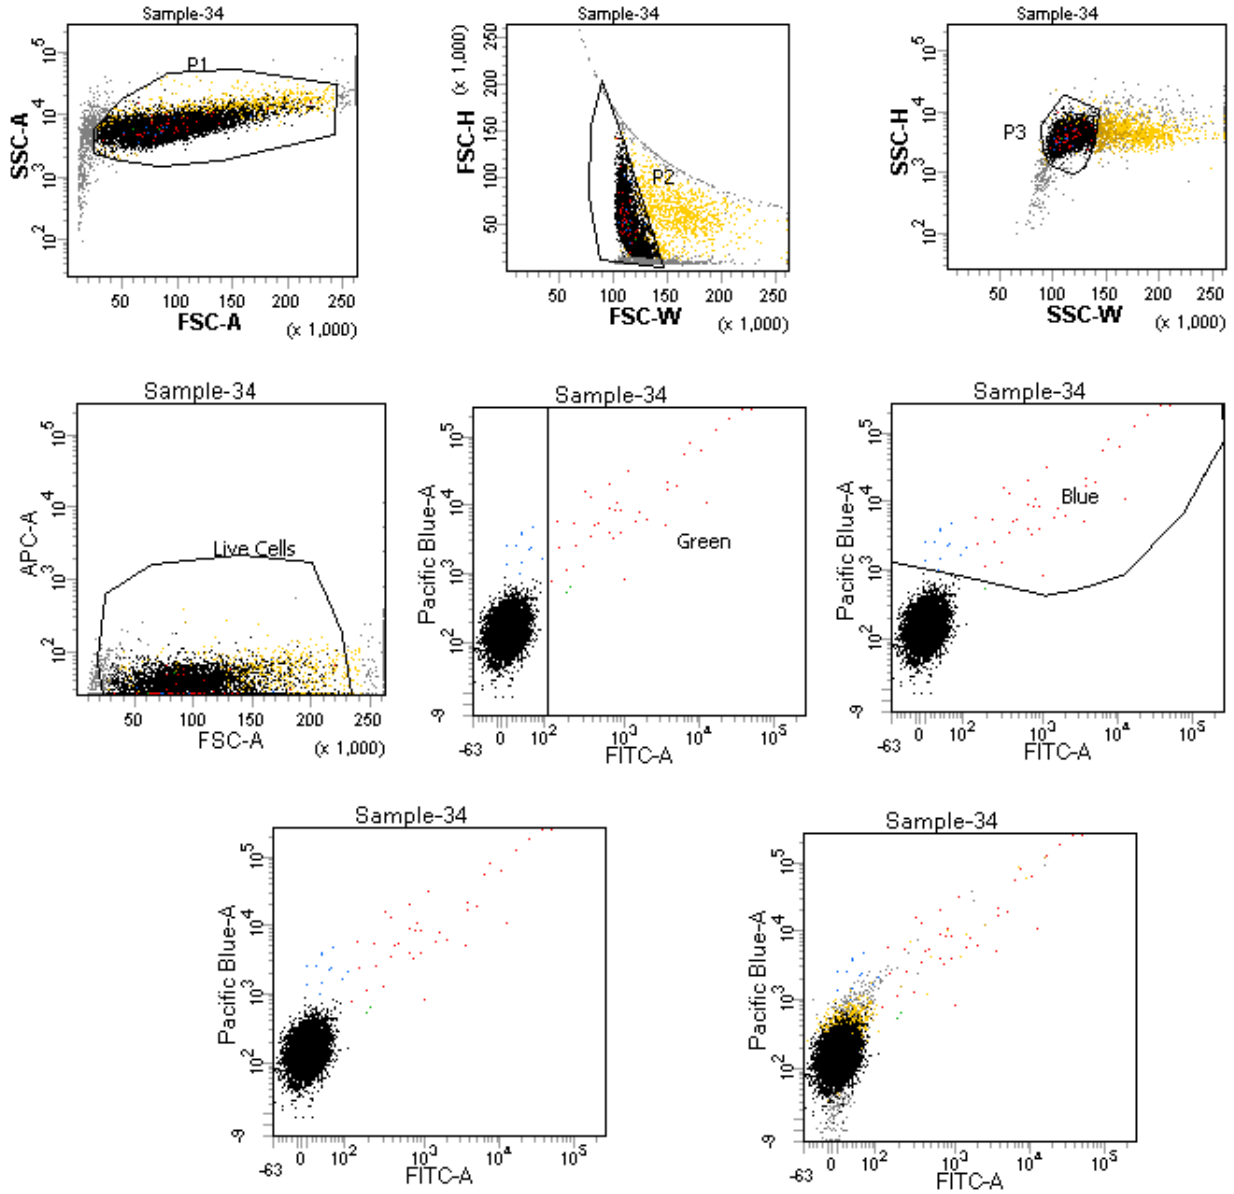 Sample-34
Sample-34
Sample-34
SSC-A
10^5
10^4
10^3
10^2
P1
50 100 150 200 250
FSC-A
(x 1,000)
FSC-H
(x 1,000)
250
200
150
100
50
P2
50 100 150 200 250
FSC-W
(x 1,000)
SSC-H
10^5
10^4
10^3
10^2
P3
50 100 150 200 250
SSC-W
(x 1,000)
Sample-34
Sample-34
Sample-34
APC-A
10^5
10^4
10^3
10^2
Live Cells
50 100 150 200 250
FSC-A
(x 1,000)
Pacific Blue-A
10^5
10^4
10^3
10^2
-9
Green
-63 0 10^2 10^3 10^4 10^5
FITC-A
Pacific Blue-A
10^5
10^4
10^3
10^2
-9
Blue
-63 0 10^2 10^3 10^4 10^5
FITC-A
Sample-34
Sample-34
Pacific Blue-A
10^5
10^4
10^3
10^2
-9
-63 0 10^2 10^3 10^4 10^5
FITC-A
Pacific Blue-A
10^5
10^4
10^3
10^2
-9
-63 0 10^2 10^3 10^4 10^5
FITC-A